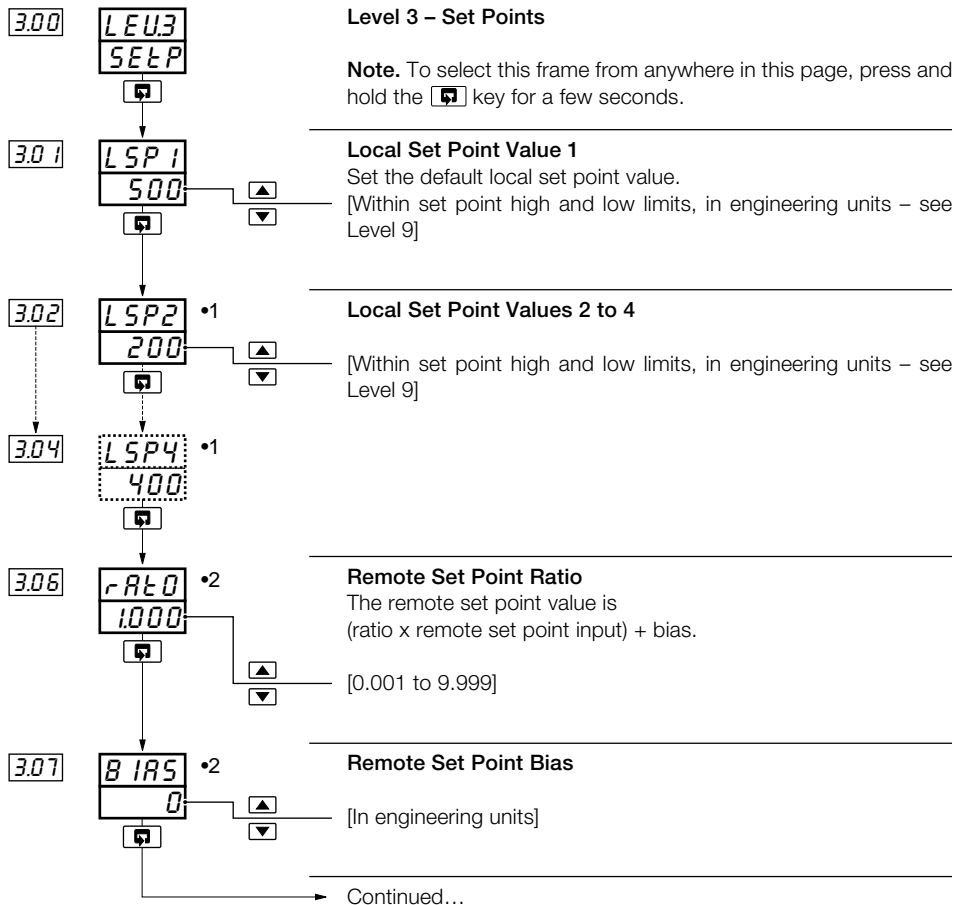 3.00
LEV.3
SEtP
Level 3 – Set Points
Note. To select this frame from anywhere in this page, press and
hold the key for a few seconds.
3.01
LSP1
500
Local Set Point Value 1
Set the default local set point value.
[Within set point high and low limits, in engineering units – see
Level 9]
3.02
LSP2 •1
200
Local Set Point Values 2 to 4
[Within set point high and low limits, in engineering units – see
Level 9]
3.04
LSP4 •1
400
3.06
rAtO •2
1.000
Remote Set Point Ratio
The remote set point value is
(ratio x remote set point input) + bias.
[0.001 to 9.999]
3.07
BIAS •2
0
Remote Set Point Bias
[In engineering units]
Continued…